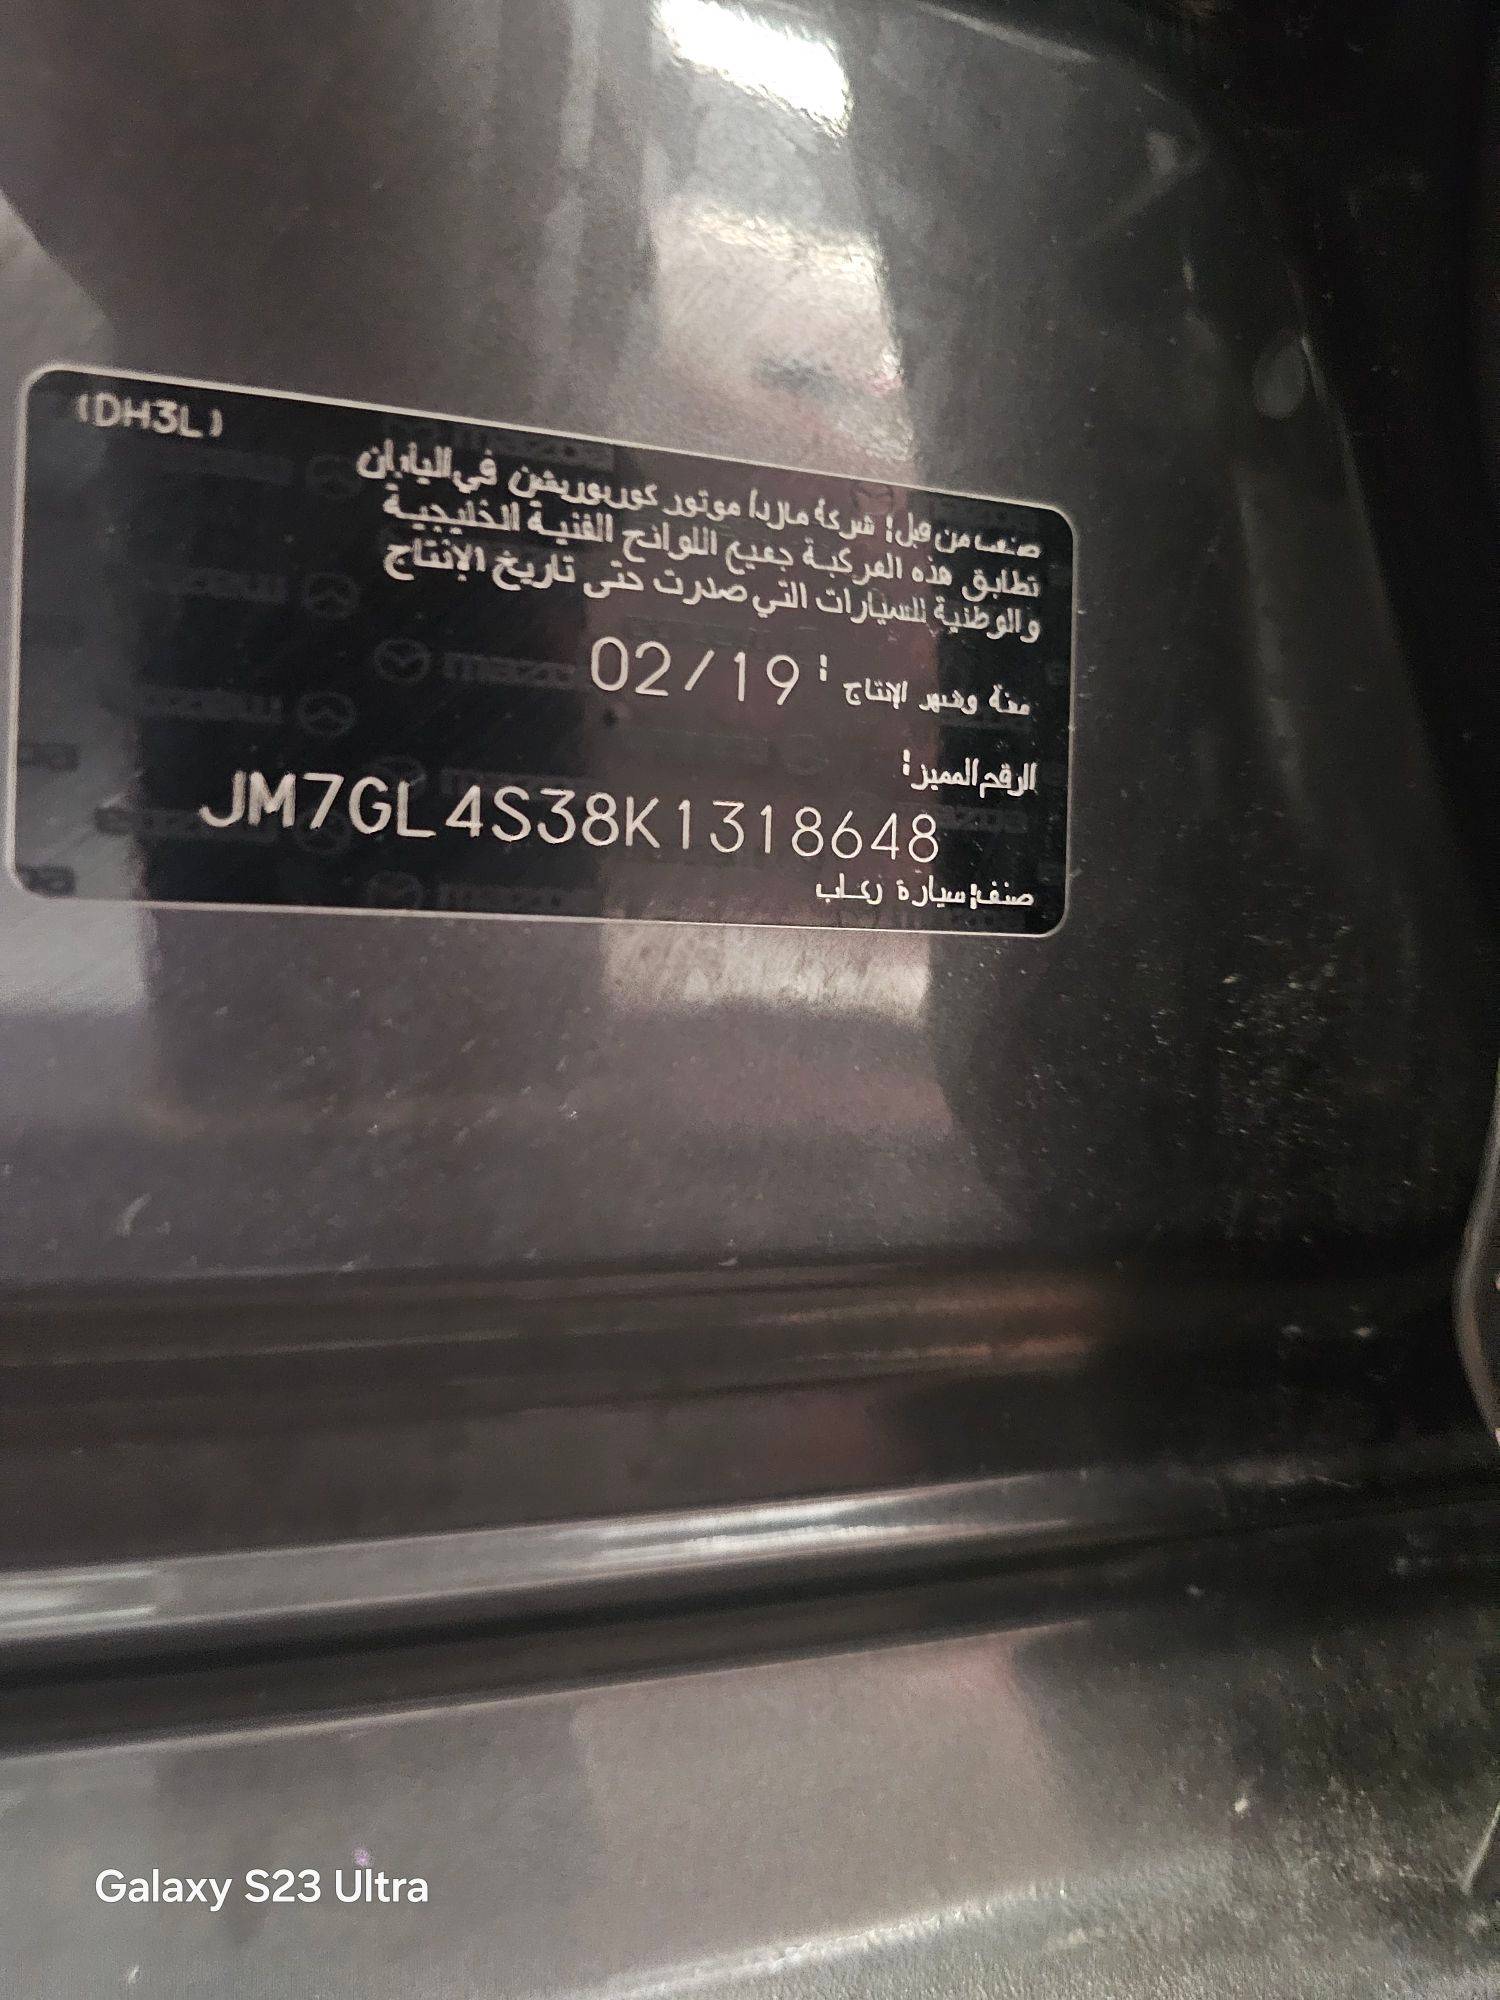 (DH3L)
صنعت من قبل: شركة مازدا موتور كوربوريشن في اليابان
تطابق هذه المركبة جميع اللوائح الفنية الخليجية
والوطنية للسيارات التي صدرت حتى تاريخ الإنتاج
سنة وشهر الإنتاج : 02/19
الرقم المميز:
JM7GL4S38K1318648
صنف: سيارة ركاب
Galaxy S23 Ultra